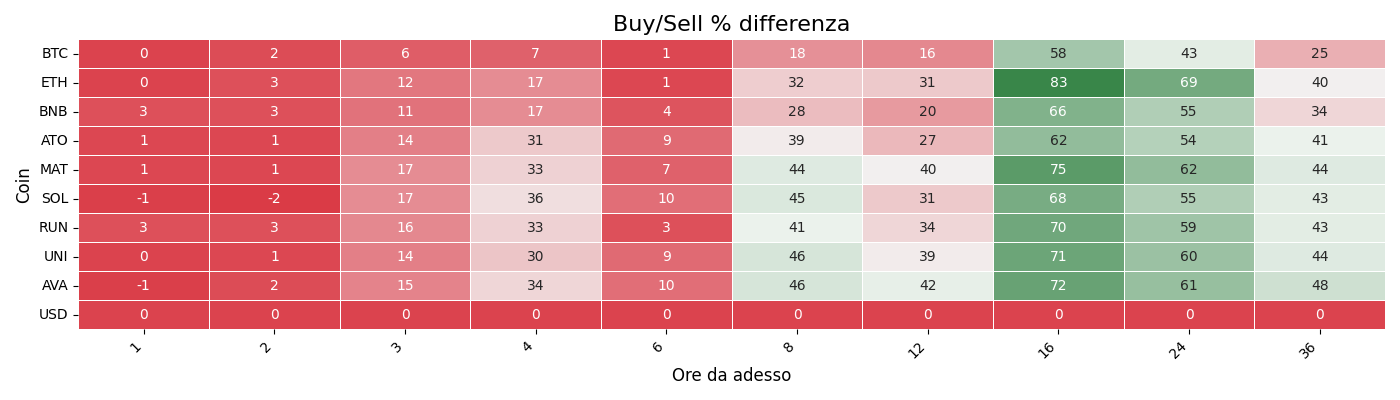 Buy/Sell % differenza
Coin
BTC 0 2 6 7 1 18 16 58 43 25
ETH 0 3 12 17 1 32 31 83 69 40
BNB 3 3 11 17 4 28 20 66 55 34
ATO 1 1 14 31 9 39 27 62 54 41
MAT 1 1 17 33 7 44 40 75 62 44
SOL -1 -2 17 36 10 45 31 68 55 43
RUN 3 3 16 33 3 41 34 70 59 43
UNI 0 1 14 30 9 46 39 71 60 44
AVA -1 2 15 34 10 46 42 72 61 48
USD 0 0 0 0 0 0 0 0 0 0
1 2 3 4 6 8 12 16 24 36
Ore da adesso